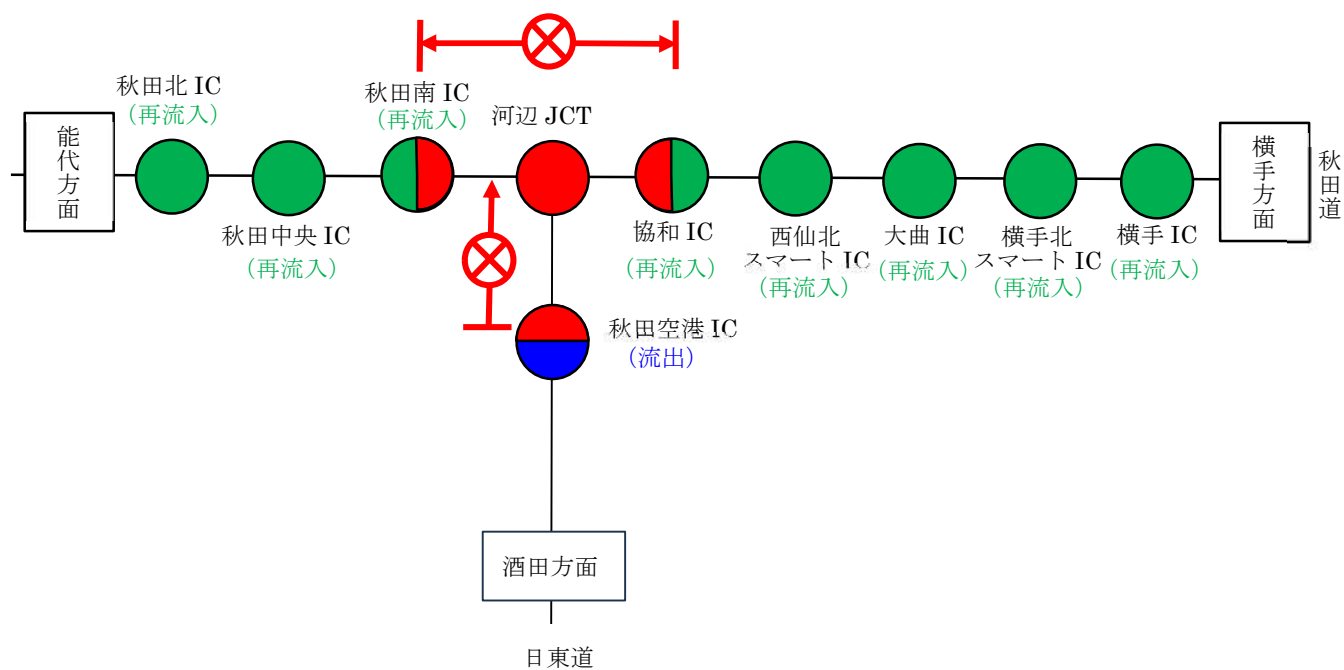 秋田北 IC
（再流入）
秋田南 IC
（再流入）
河辺 JCT
能代方面
横手方面
秋田道
秋田中央 IC
（再流入）
協和 IC
（再流入）
西仙北
スマート IC
（再流入）
大曲 IC
（再流入）
横手北
スマート IC
（再流入）
横手 IC
（再流入）
秋田空港 IC
（流出）
酒田方面
日東道